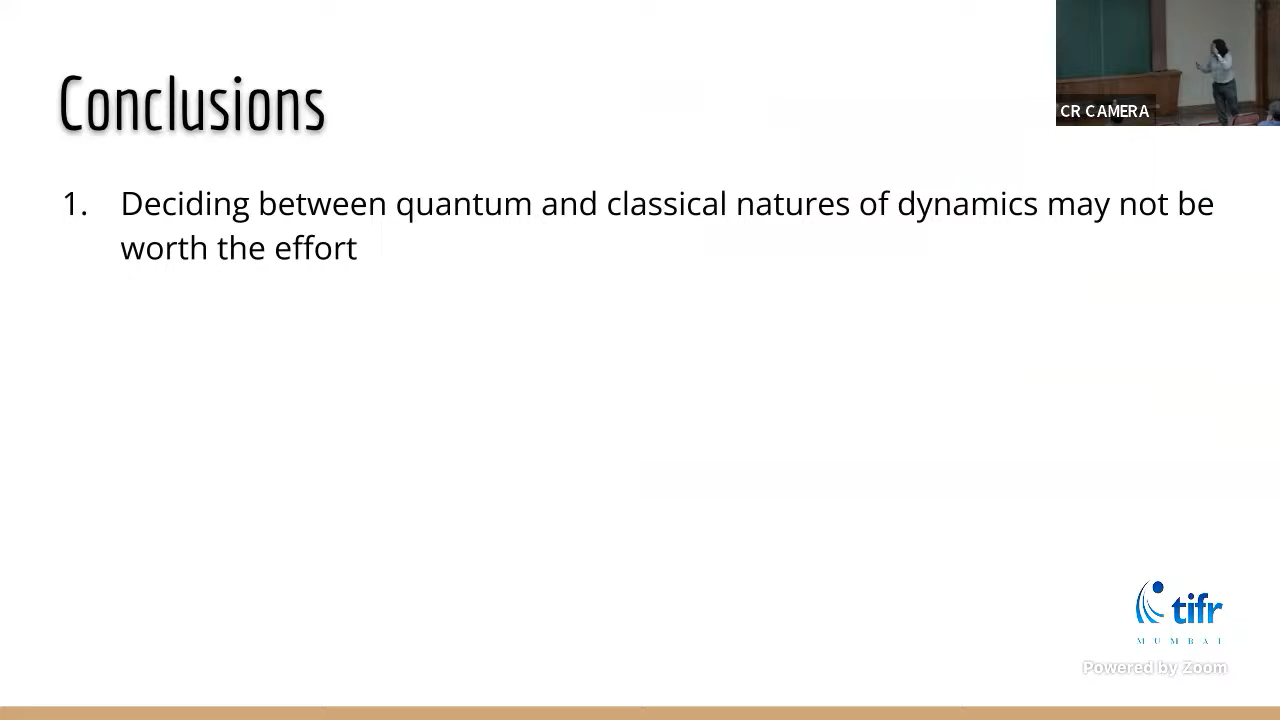 Conclusions
CR CAMERA
1. Deciding between quantum and classical natures of dynamics may not be
worth the effort
tifr
MUMBAI
Powered by Zoom